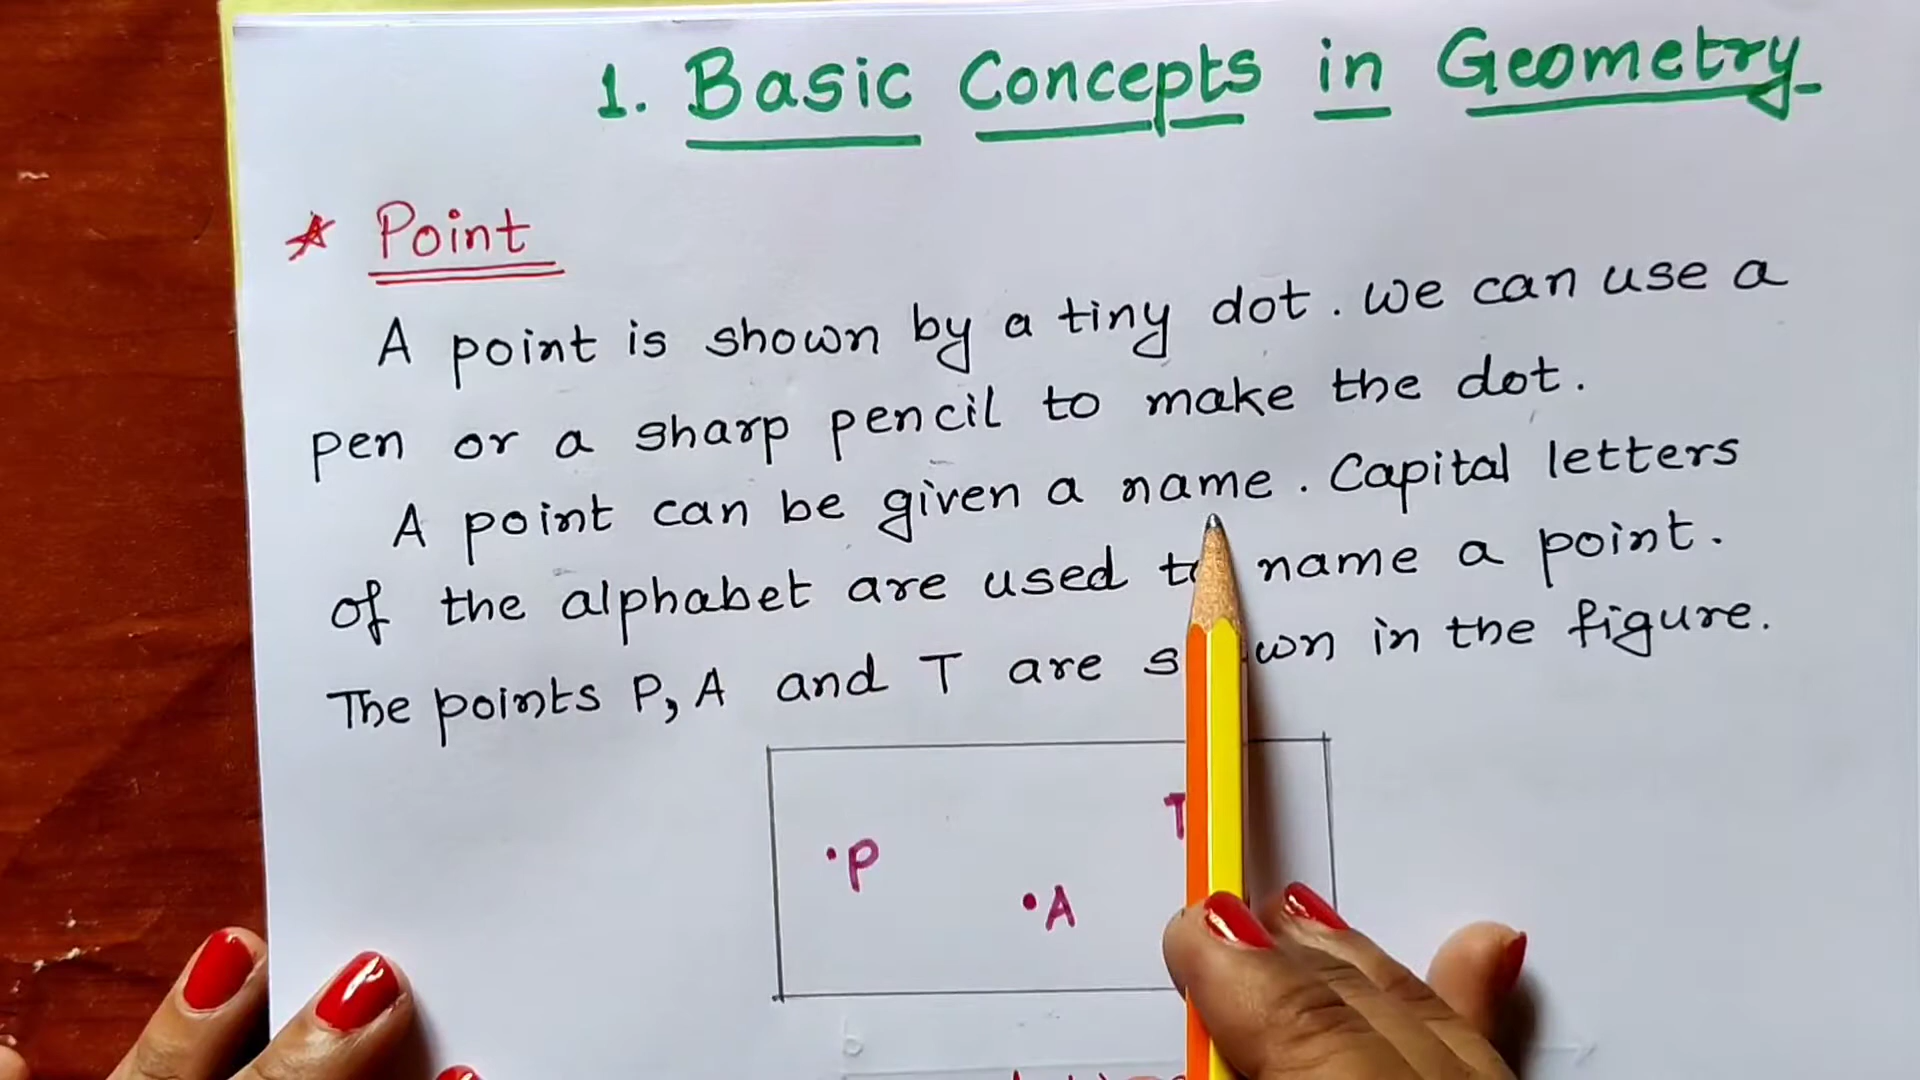 1. Basic Concepts in Geometry
Point
A point is shown by a tiny dot. We can use a
pen or a sharp pencil to make the dot.
A point can be given a name. Capital letters
of the alphabet are used name a point.
The points P, A and T are in the figure.
T
P
A